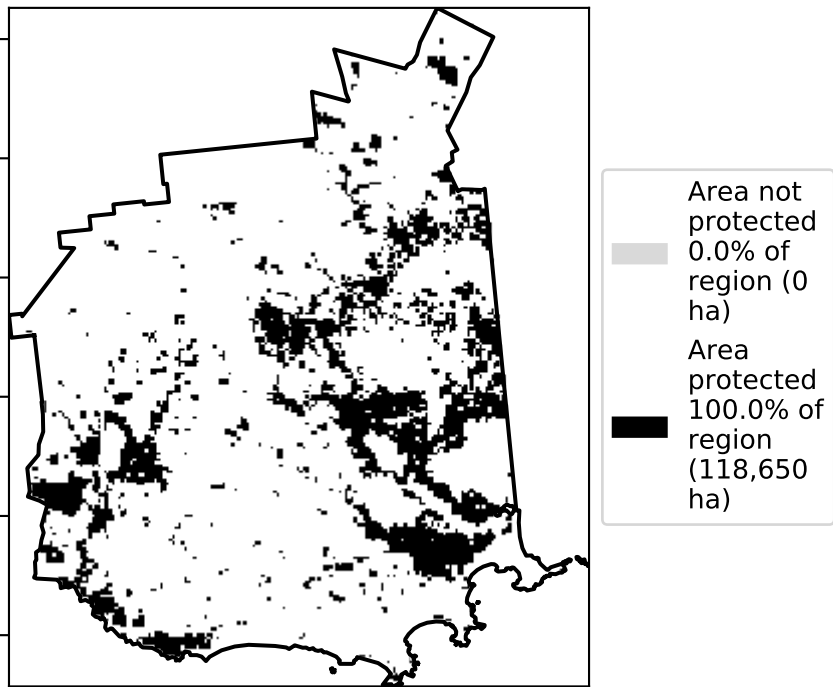 Area not
protected
0.0% of
region (0
ha)
Area
protected
100.0% of
region
(118,650
ha)